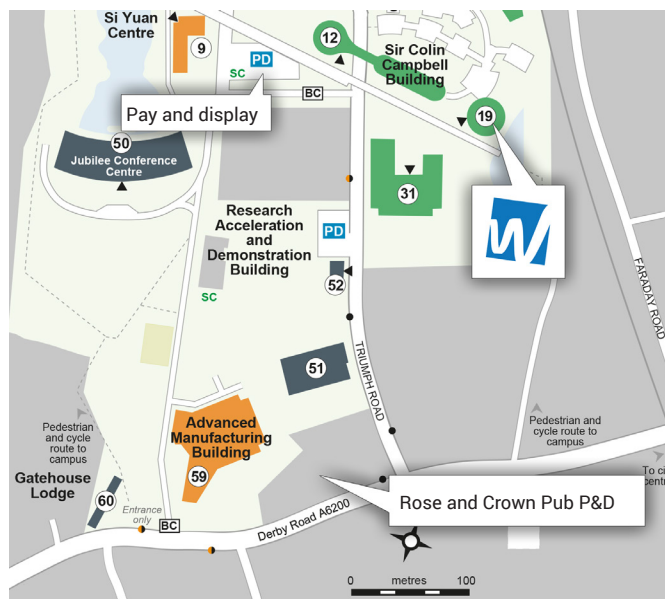 Si Yuan
Centre
9
12
PD
SC
Sir Colin
Campbell
Building
BC
Pay and display
19
50
Jubilee Conference
Centre
31
W
Research
Acceleration
and
Demonstration
Building
PD
52
SC
FARADAY ROAD
51
TRIUMPH ROAD
Pedestrian
and cycle
route to
campus
Advanced
Manufacturing
Building
59
Pedestrian and
cycle route to
campus
Gatehouse
Lodge
60
Entrance
only
BC
Derby Road A6200
Rose and Crown Pub P&D
To ci
centr
0 metres 100